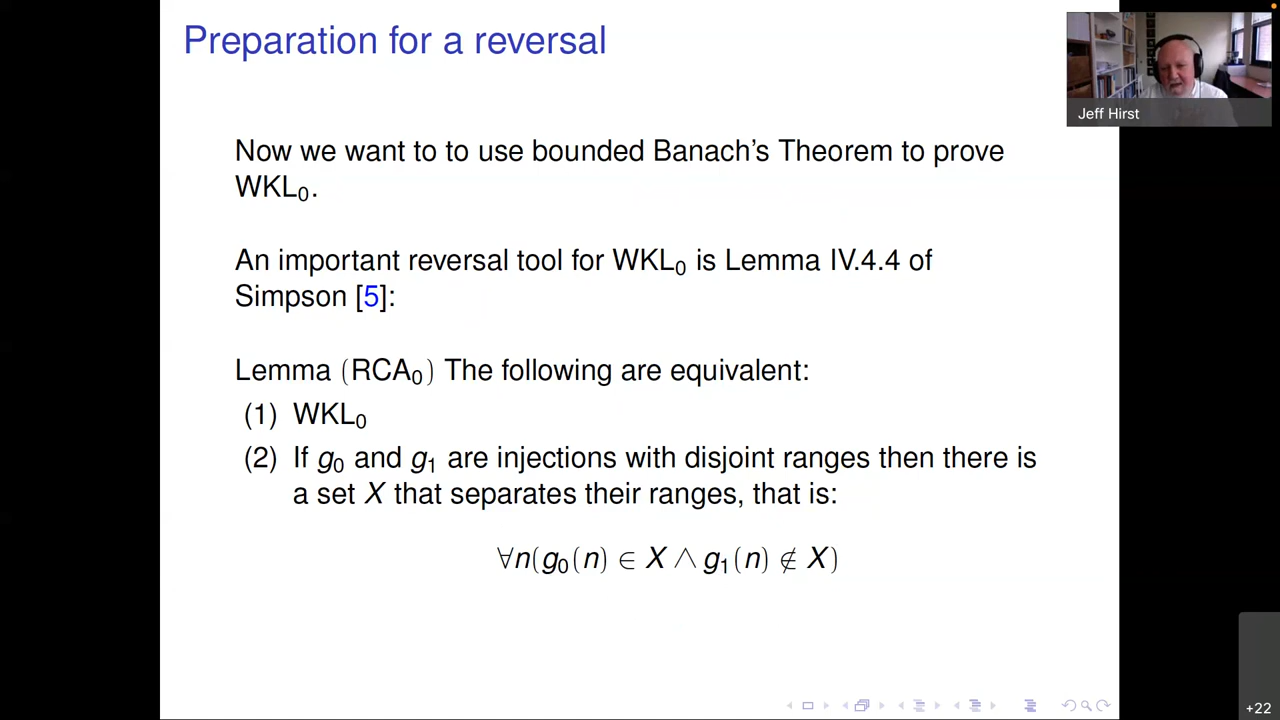 Preparation for a reversal
Jeff Hirst
Now we want to to use bounded Banach's Theorem to prove
WKL₀.
An important reversal tool for WKL₀ is Lemma IV.4.4 of
Simpson [5]:
Lemma (RCA₀) The following are equivalent:
(1) WKL₀
(2) If g₀ and g₁ are injections with disjoint ranges then there is
a set X that separates their ranges, that is:
∀n(g₀(n) ∈ X ∧ g₁(n) ∉ X)
+22